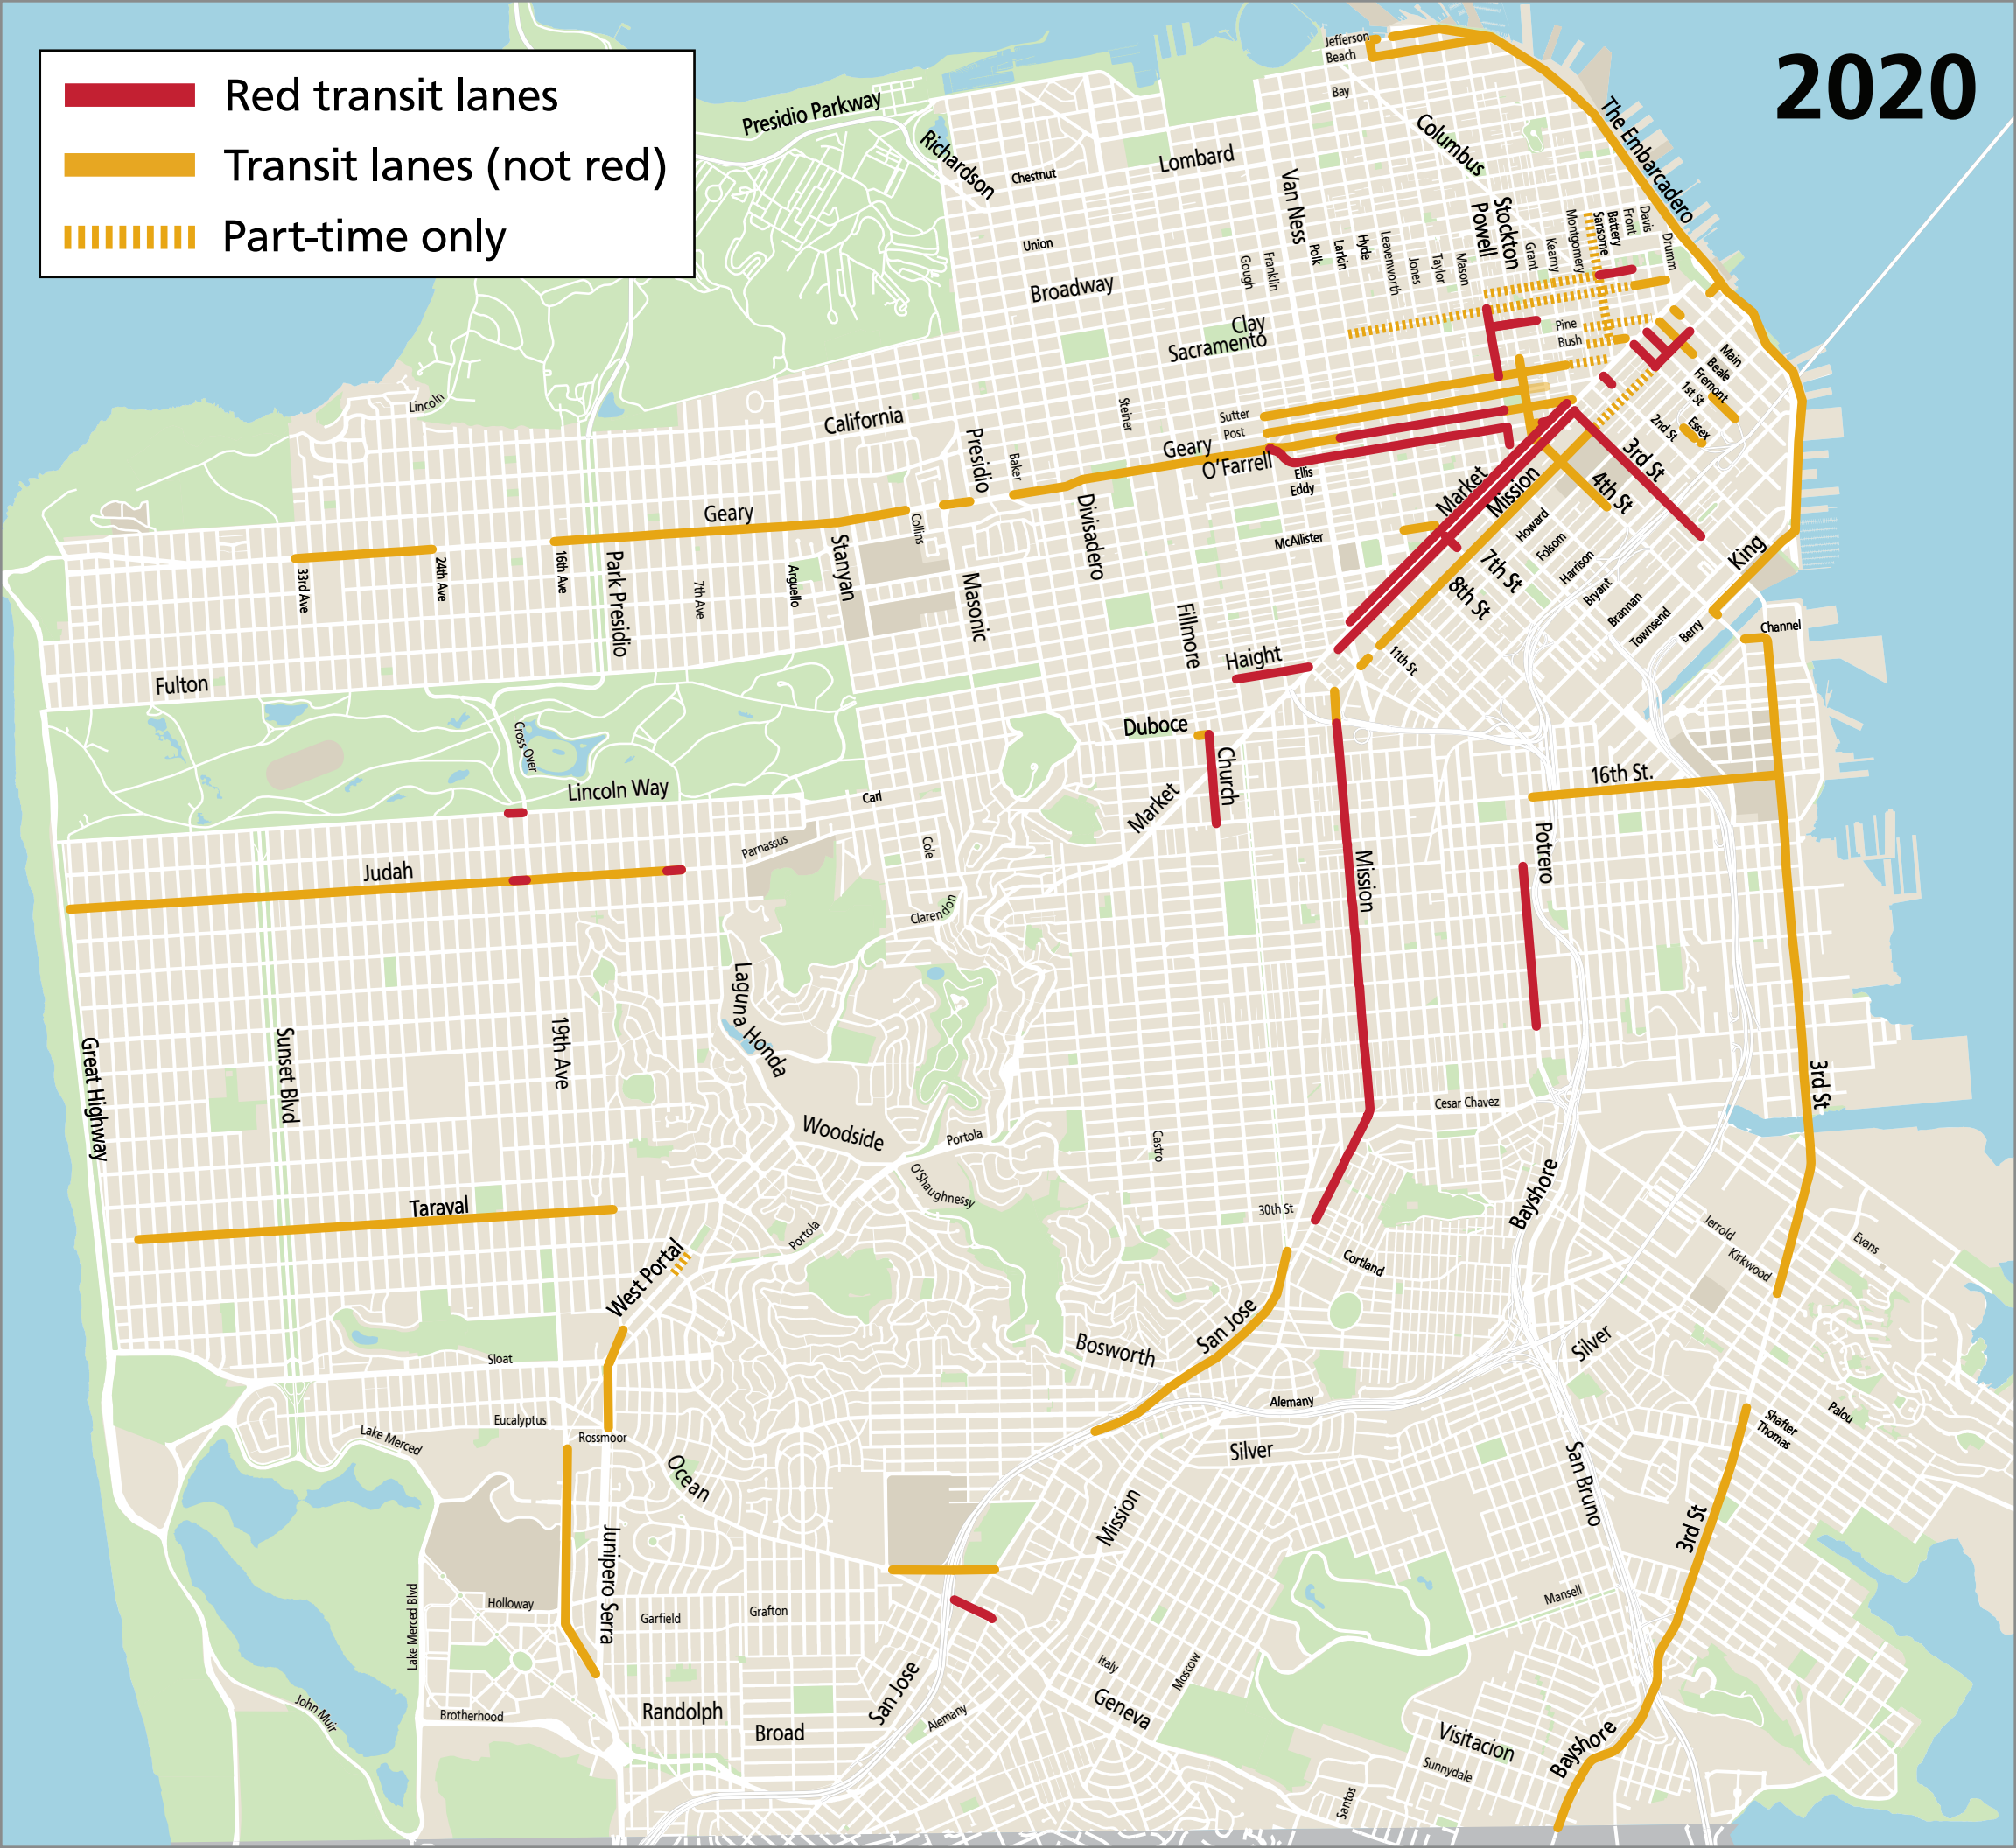 Red transit lanes
Transit lanes (not red)
Part-time only
2020
Presidio Parkway
Richardson
Chestnut
Lombard
Union
Broadway
Van Ness
Jefferson
Beach
Bay
Columbus
The Embarcadero
Stockton
Powell
Gough
Franklin
Polk
Larkin
Hyde
Leavenworth
Jones
Taylor
Mason
Grant
Kearny
Montgomery
Sansome
Battery
Front
Davis
Drumm
Clay
Sacramento
Pine
Bush
Lincoln
California
Presidio
Baker
Steiner
Sutter
Post
Geary
O'Farrell
Ellis
Eddy
Main
Beale
Fremont
1st St
Essex
2nd St
3rd St
4th St
Market
Mission
Howard
Folsom
Harrison
Bryant
Brannan
Townsend
Berry
King
Channel
7th St
8th St
11th St
McAllister
Geary
Collins
Divisadero
Stanyan
Masonic
Fillmore
33rd Ave
24th Ave
16th Ave
Park Presidio
7th Ave
Arguello
Fulton
Haight
Duboce
Church
Market
Cross Over
Lincoln Way
Carl
Parnassus
Cole
Judah
Clarendon
16th St.
Potrero
Mission
Laguna Honda
Great Highway
Sunset Blvd
19th Ave
Woodside
Portola
Castro
Cesar Chavez
3rd St
O'Shaughnessy
Taraval
Portola
West Portal
30th St
Cortland
Bayshore
Jerrold
Kirkwood
Evans
San Jose
Bosworth
Silver
Sloat
Eucalyptus
Rossmoor
Lake Merced
Alemany
Silver
Shafter
Thomas
Palou
Ocean
San Bruno
Mission
3rd St
Junipero Serra
Holloway
Garfield
Grafton
Lake Merced Blvd
Mansell
Italy
Moscow
San Jose
Geneva
John Muir
Brotherhood
Randolph
Broad
Alemany
Visitacion
Sunnydale
Santos
Bayshore